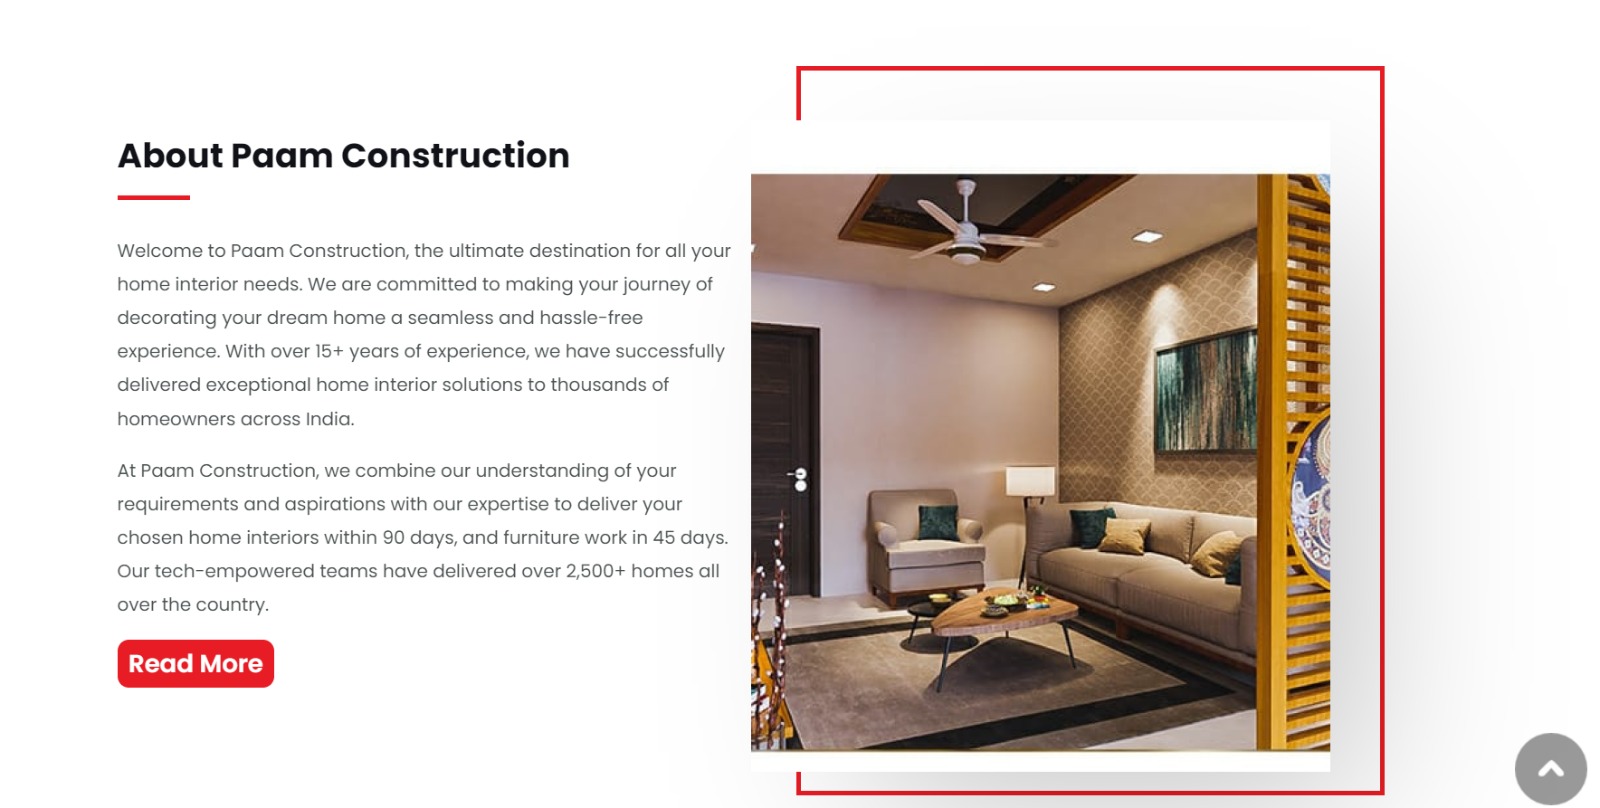 About Paam Construction
Welcome to Paam Construction, the ultimate destination for all your
home interior needs. We are committed to making your journey of
decorating your dream home a seamless and hassle-free
experience. With over 15+ years of experience, we have successfully
delivered exceptional home interior solutions to thousands of
homeowners across India.
At Paam Construction, we combine our understanding of your
requirements and aspirations with our expertise to deliver your
chosen home interiors within 90 days, and furniture work in 45 days.
Our tech-empowered teams have delivered over 2,500+ homes all
over the country.
Read More